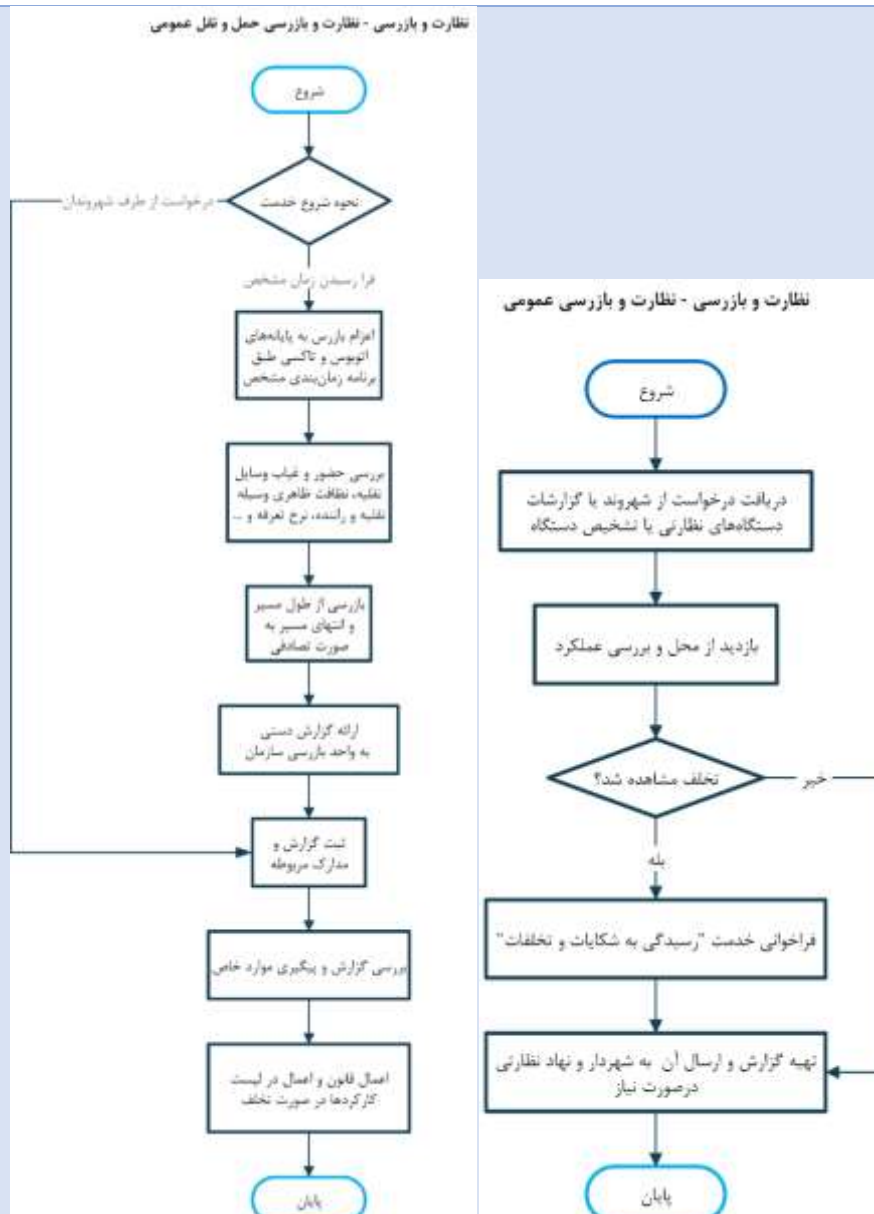 نظارت و بازرسی - نظارت و بازرسی حمل و نقل عمومی
شروع
نحوه شروع خدمت
درخواست از طرف شهروندان
فرا رسیدن زمان مشخص
اعزام بازرس به پایانه‌های
اتوبوس و تاکسی طبق
برنامه زمان‌بندی مشخص
بررسی حضور و غیاب وسایل
نقلیه، نظافت ظاهری وسیله
نقلیه و راننده، نرخ تعرفه و ...
بازرسی از طول مسیر
و انتهای مسیر به
صورت تصادفی
ارائه گزارش دستی
به واحد بازرسی سازمان
ثبت گزارش و
مدارک مربوطه
بررسی گزارش و پیگیری موارد خاص
اعمال قانون و اعمال در لیست
کارکردها در صورت تخلف
پایان
نظارت و بازرسی - نظارت و بازرسی عمومی
شروع
دریافت درخواست از شهروند یا گزارشات
دستگاه‌های نظارتی یا تشخیص دستگاه
بازدید از محل و بررسی عملکرد
تخلف مشاهده شد؟
خیر
بله
فراخوانی خدمت "رسیدگی به شکایات و تخلفات"
تهیه گزارش و ارسال آن به شهردار و نهاد نظارتی
درصورت نیاز
پایان